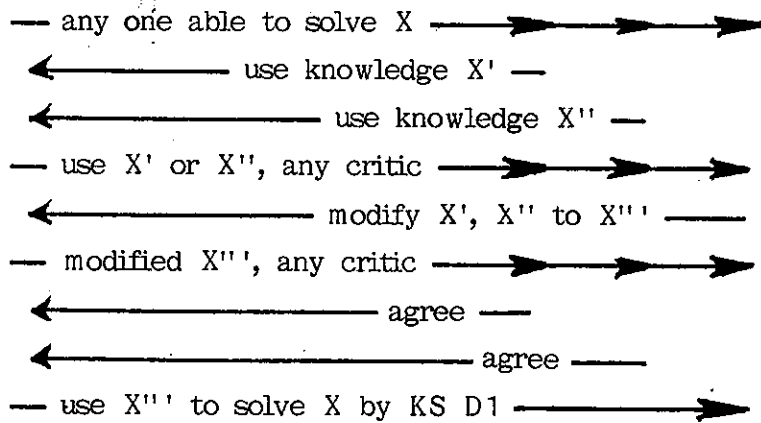 any one able to solve X
use knowledge X'
use knowledge X''
use X' or X'', any critic
modify X', X'' to X'''
modified X''', any critic
agree
agree
use X''' to solve X by KS D1